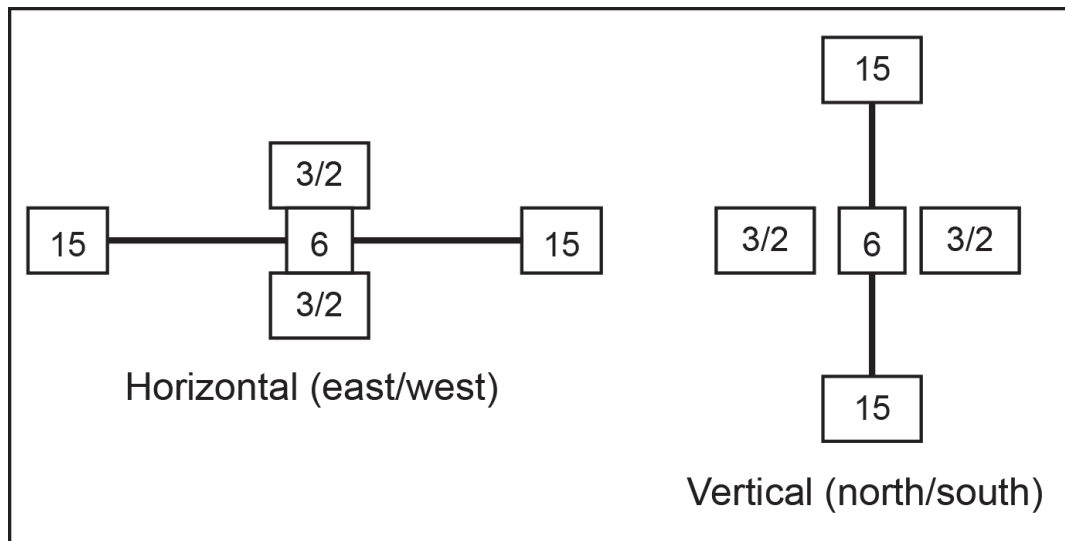 3/2
15 6 15
3/2
Horizontal (east/west)
15
3/2 6 3/2
15
Vertical (north/south)